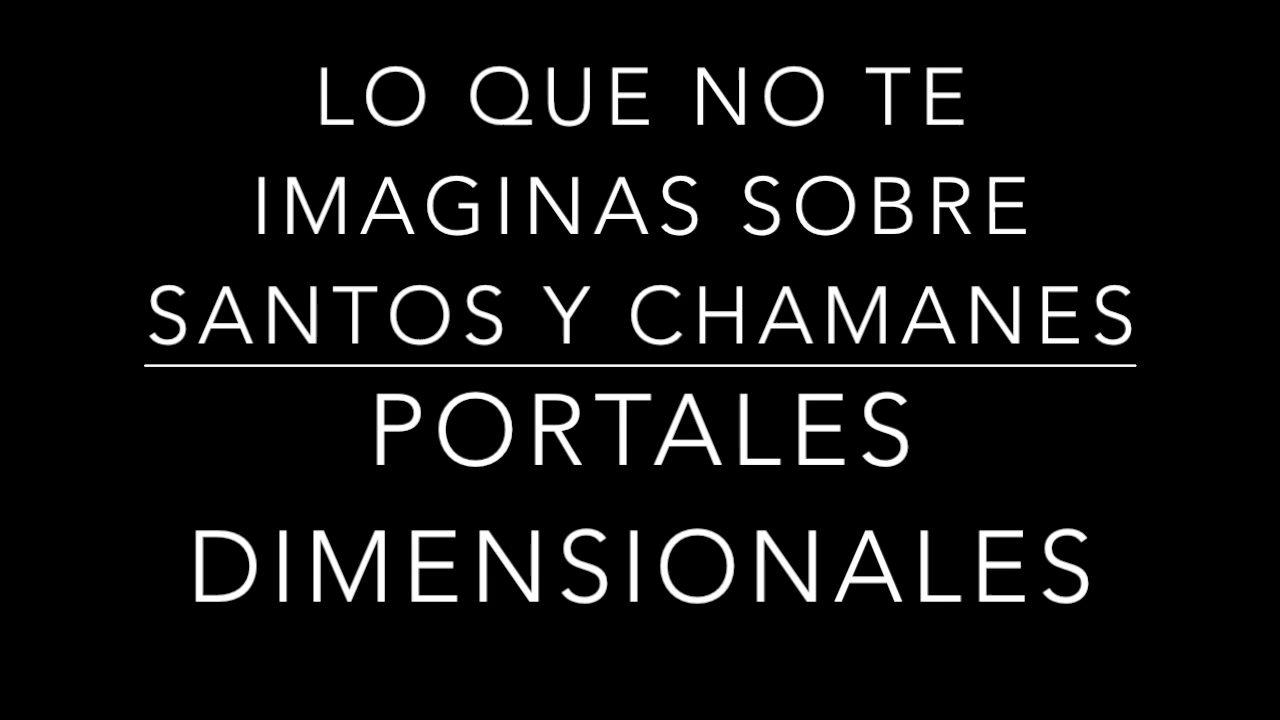 LO QUE NO TE
IMAGINAS SOBRE
SANTOS Y CHAMANES
PORTALES
DIMENSIONALES